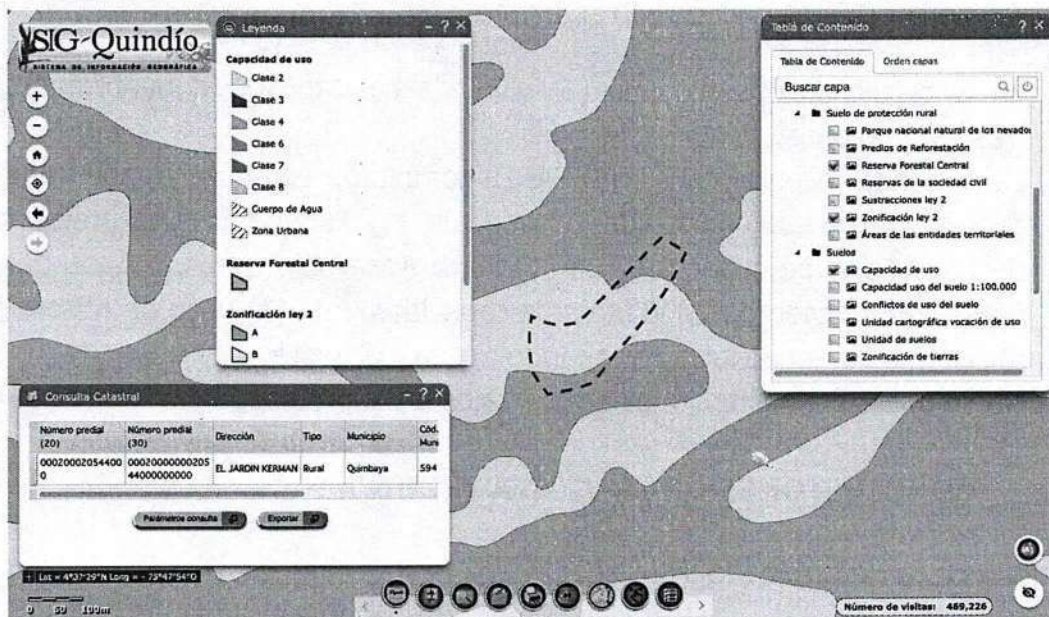 SIG-Quindío
SISTEMA DE INFORMACIÓN GEOGRÁFICA
Leyenda
Capacidad de uso
Clase 2
Clase 3
Clase 4
Clase 6
Clase 7
Clase 8
Cuerpo de Agua
Zona Urbana
Reserva Forestal Central
Zonificación ley 2
A
B
Tabla de Contenido
Tabla de Contenido Orden capas
Buscar capa
Suelo de protección rural
Parque nacional natural de los nevados
Predios de Reforestación
Reserva Forestal Central
Reservas de la sociedad civil
Sustracciones ley 2
Zonificación ley 2
Áreas de las entidades territoriales
Suelos
Capacidad de uso
Capacidad uso del suelo 1:100.000
Conflictos de uso del suelo
Unidad cartográfica vocación de uso
Unidad de suelos
Zonificación de tierras
Consulta Catastral
Número predial (20) Número predial (30) Dirección Tipo Municipio Cód. Muni
000200020544000 000200000000205 44000000000 EL JARDIN KERMAN Rural Quimbaya 594
Parámetros consulta Exportar
Lat = 4°37'29"N Long = - 75°47'54"O
0 50 100m
Número de visitas: 469,226